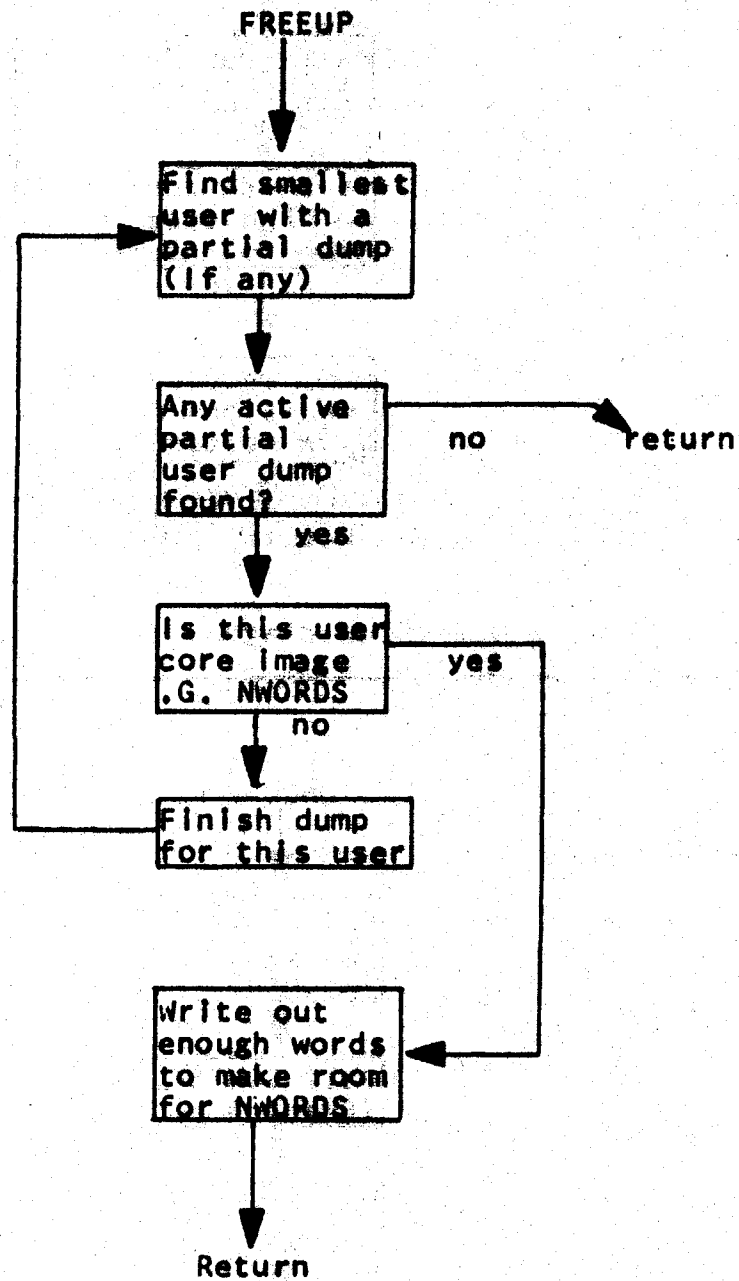 FREEUP
Find smallest
user with a
partial dump
(if any)
Any active
partial
user dump
found?
no
return
yes
Is this user
core image
.G. NWORDS
yes
no
Finish dump
for this user
Write out
enough words
to make room
for NWORDS
Return